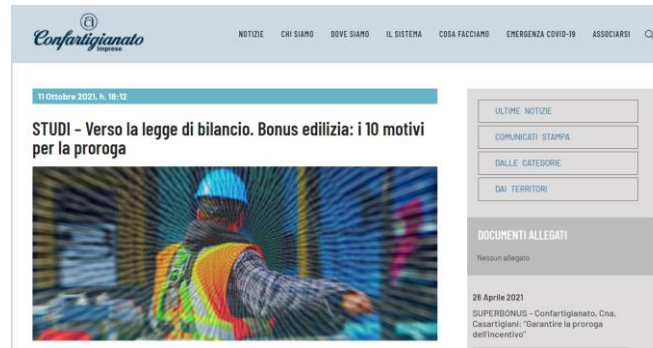 Confartigianato
Imprese
NOTIZIE CHI SIAMO DOVE SIAMO IL SISTEMA COSA FACCIAMO EMERGENZA COVID-19 ASSOCIARSI
11 Ottobre 2021, h. 18:12
STUDI – Verso la legge di bilancio. Bonus edilizia: i 10 motivi
per la proroga
ULTIME NOTIZIE
COMUNICATI STAMPA
DALLE CATEGORIE
DAI TERRITORI
DOCUMENTI ALLEGATI
Nessun allegato
26 Aprile 2021
SUPERBONUS – Confartigianato, Cna,
Casartigiani: "Garantire la proroga
dell'incentivo"